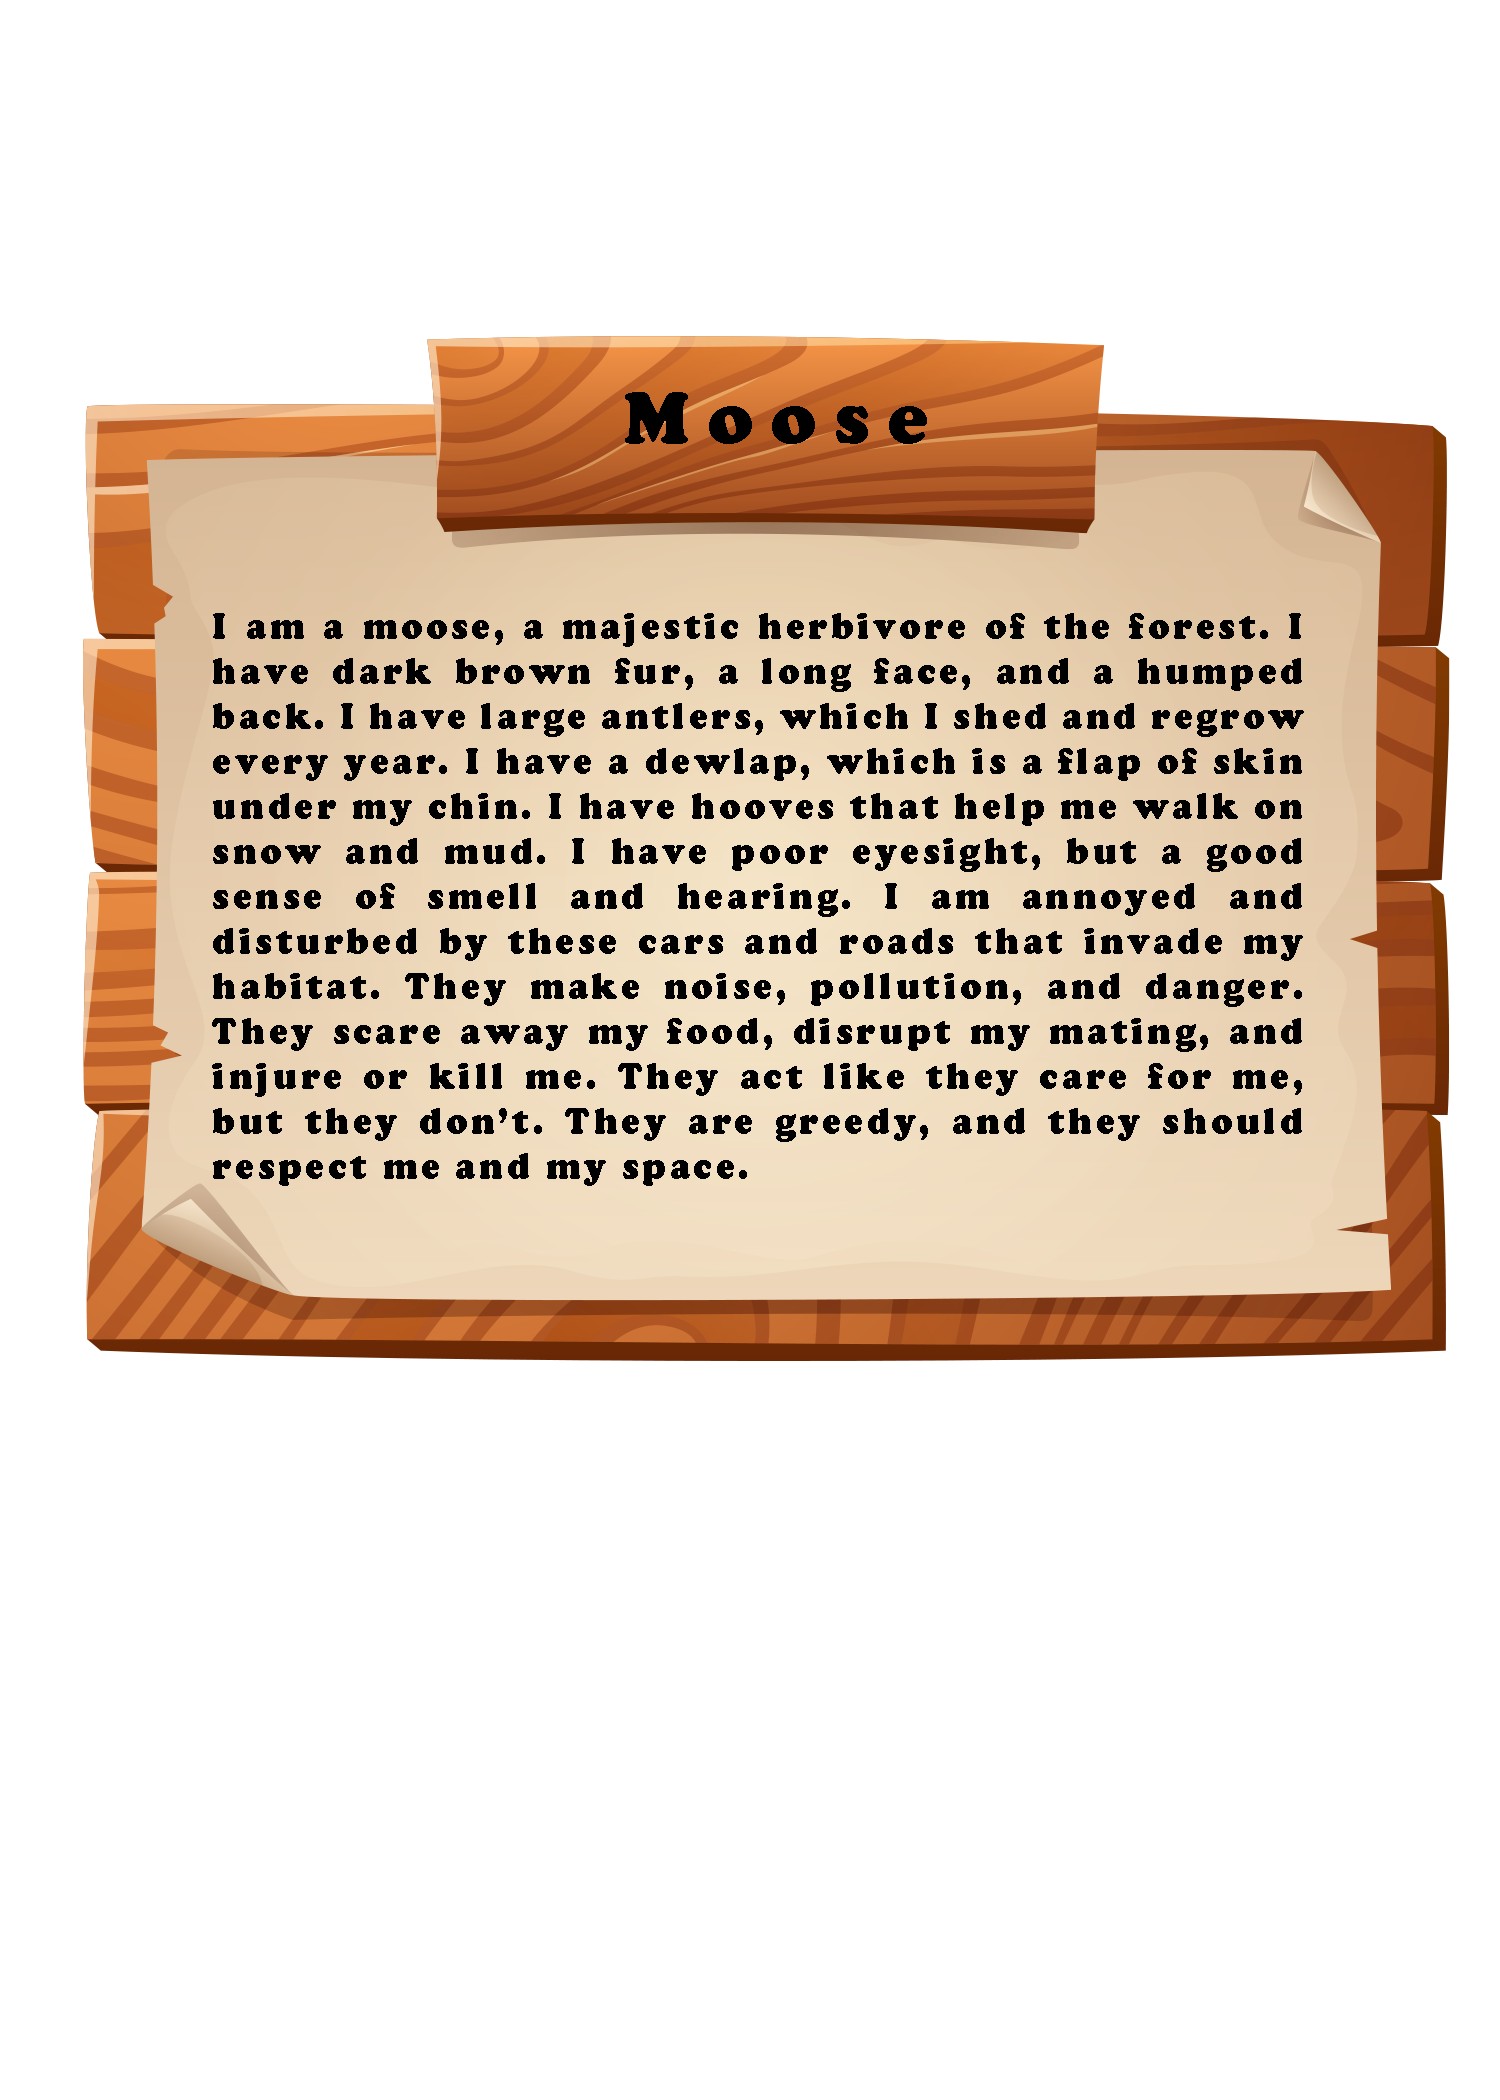 Moose
I am a moose, a majestic herbivore of the forest. I
have dark brown fur, a long face, and a humped
back. I have large antlers, which I shed and regrow
every year. I have a dewlap, which is a flap of skin
under my chin. I have hooves that help me walk on
snow and mud. I have poor eyesight, but a good
sense of smell and hearing. I am annoyed and
disturbed by these cars and roads that invade my
habitat. They make noise, pollution, and danger.
They scare away my food, disrupt my mating, and
injure or kill me. They act like they care for me,
but they don’t. They are greedy, and they should
respect me and my space.